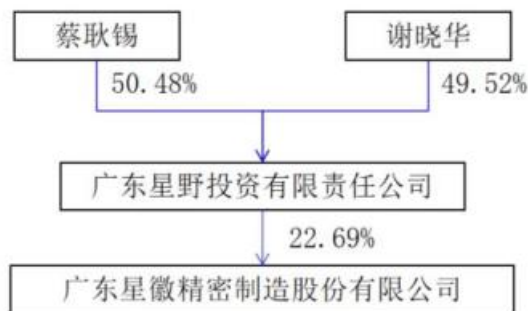 蔡耿锡
谢晓华
50.48%
49.52%
广东星野投资有限责任公司
22.69%
广东星徽精密制造股份有限公司